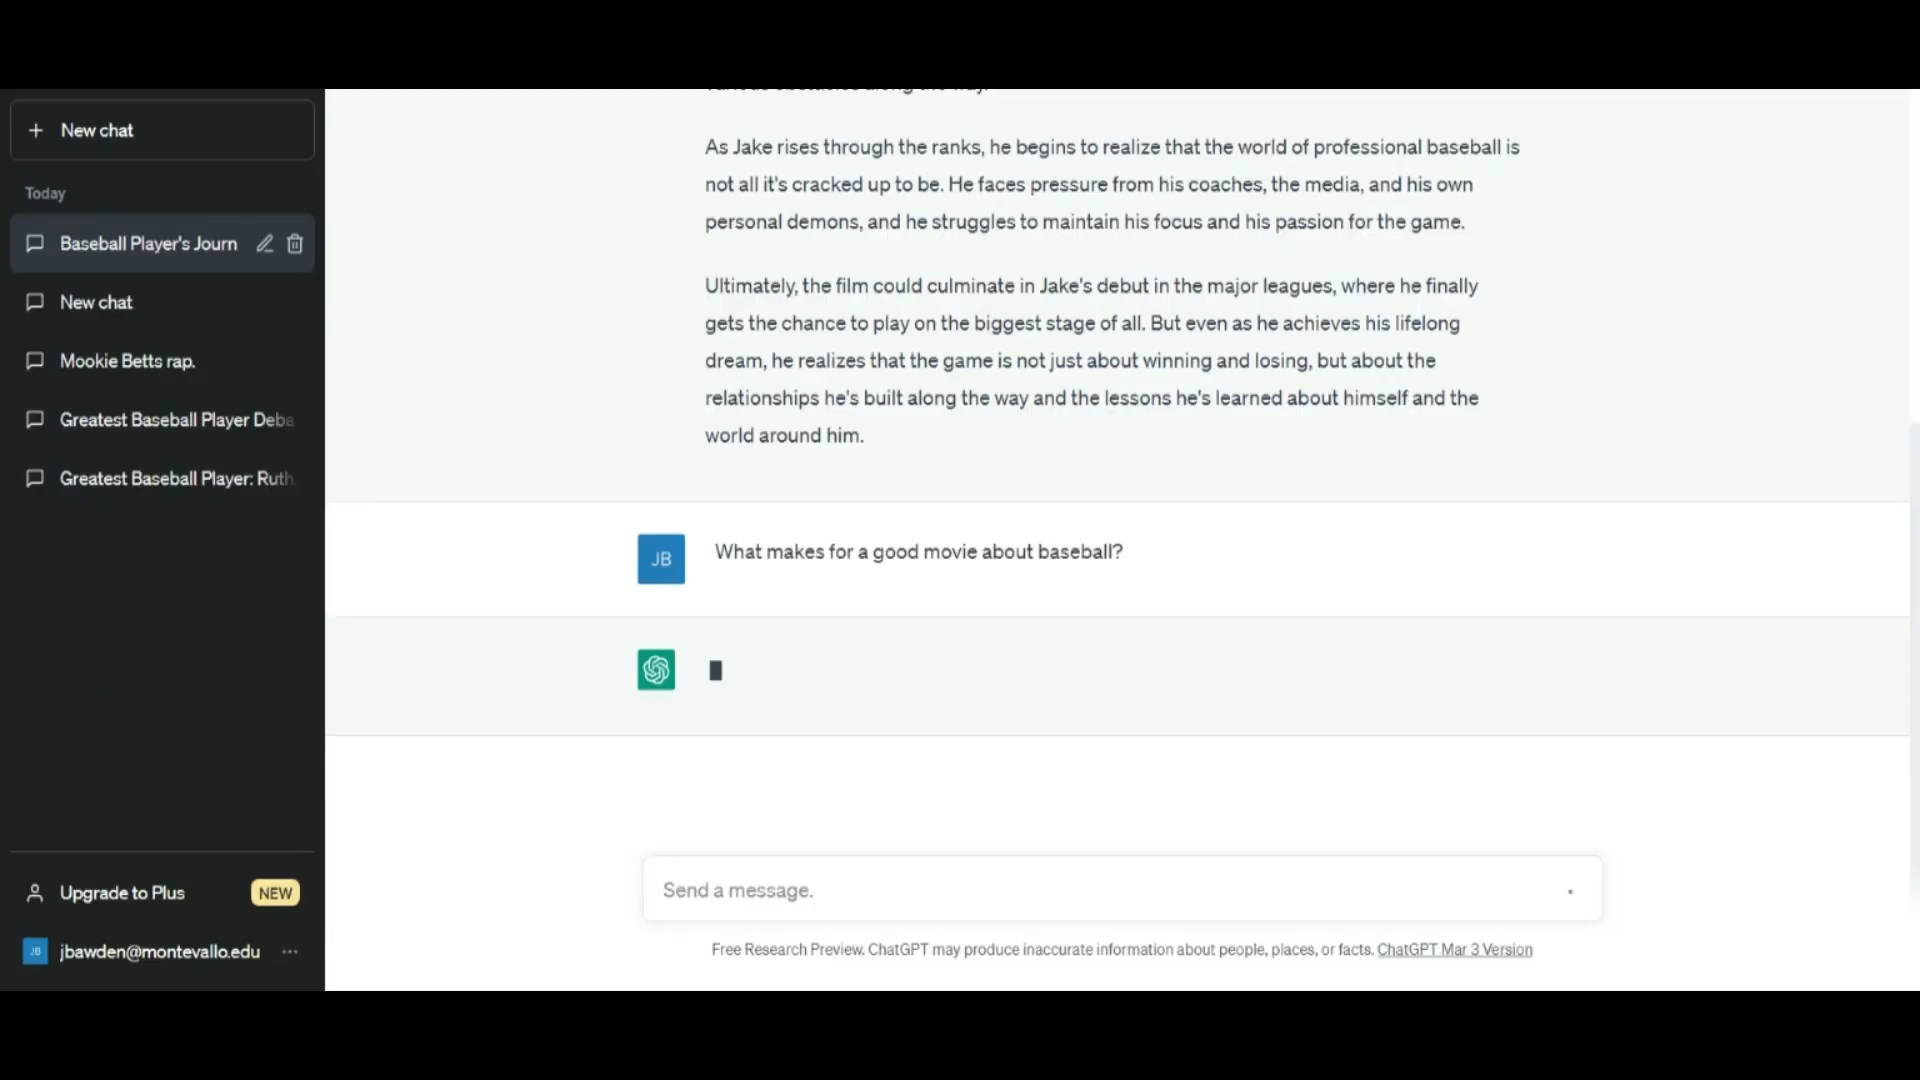 New chat
Today
Baseball Player's Journ
New chat
Mookie Betts rap.
Greatest Baseball Player Deba
Greatest Baseball Player: Ruth
Upgrade to Plus NEW
JB jbawden@montevallo.edu
various obstacles along the way.
As Jake rises through the ranks, he begins to realize that the world of professional baseball is
not all it's cracked up to be. He faces pressure from his coaches, the media, and his own
personal demons, and he struggles to maintain his focus and his passion for the game.
Ultimately, the film could culminate in Jake's debut in the major leagues, where he finally
gets the chance to play on the biggest stage of all. But even as he achieves his lifelong
dream, he realizes that the game is not just about winning and losing, but about the
relationships he's built along the way and the lessons he's learned about himself and the
world around him.
JB What makes for a good movie about baseball?
Send a message.
Free Research Preview. ChatGPT may produce inaccurate information about people, places, or facts. ChatGPT Mar 3 Version